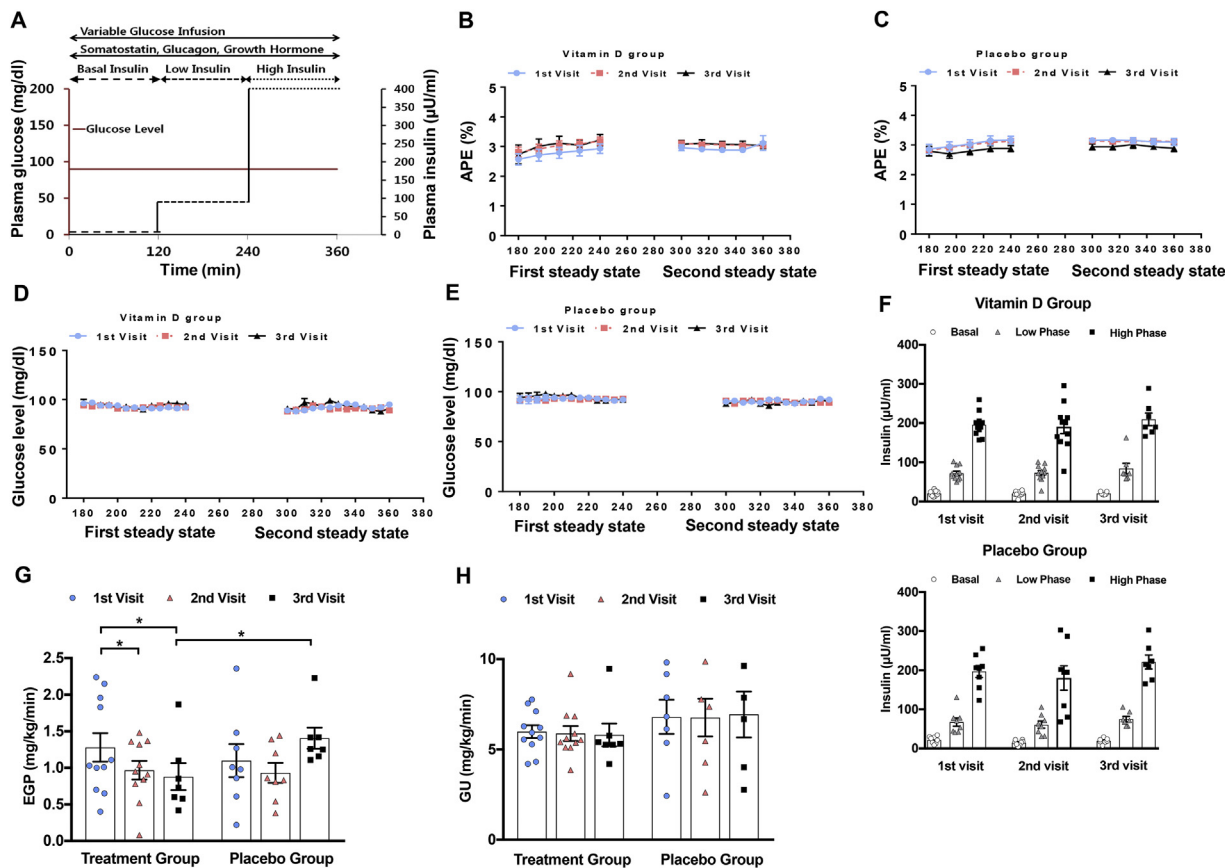 A
Variable Glucose Infusion
Somatostatin, Glucagon, Growth Hormone
Basal Insulin Low Insulin High Insulin
Plasma glucose (mg/dl)
200
150
100
50
0
Glucose Level
400
350
300
250
200
150
100
50
0
Plasma insulin (µU/ml)
0 120 240 360
Time (min)
B
Vitamin D group
1st Visit 2nd Visit 3rd Visit
APE (%)
5
4
3
2
1
0
180 200 220 240 260 280 300 320 340 360 380
First steady state Second steady state
C
Placebo group
1st Visit 2nd Visit 3rd Visit
APE (%)
5
4
3
2
1
0
180 200 220 240 260 280 300 320 340 360 380
First steady state Second steady state
D
Vitamin D group
1st Visit 2nd Visit 3rd Visit
Glucose level (mg/dl)
150
100
50
0
180 200 220 240 260 280 300 320 340 360 380
First steady state Second steady state
E
Placebo group
1st Visit 2nd Visit 3rd Visit
Glucose level (mg/dl)
150
100
50
0
180 200 220 240 260 280 300 320 340 360 380
First steady state Second steady state
F
Vitamin D Group
Basal Low Phase High Phase
Insulin (µU/ml)
400
300
200
100
0
1st visit 2nd visit 3rd visit
Placebo Group
Basal Low Phase High Phase
Insulin (µU/ml)
400
300
200
100
0
1st visit 2nd visit 3rd visit
G
1st Visit 2nd Visit 3rd Visit
*
*
*
EGP (mg/kg/min)
2.5
2.0
1.5
1.0
0.5
0.0
Treatment Group Placebo Group
H
1st Visit 2nd Visit 3rd Visit
GU (mg/kg/min)
10
5
0
Treatment Group Placebo Group